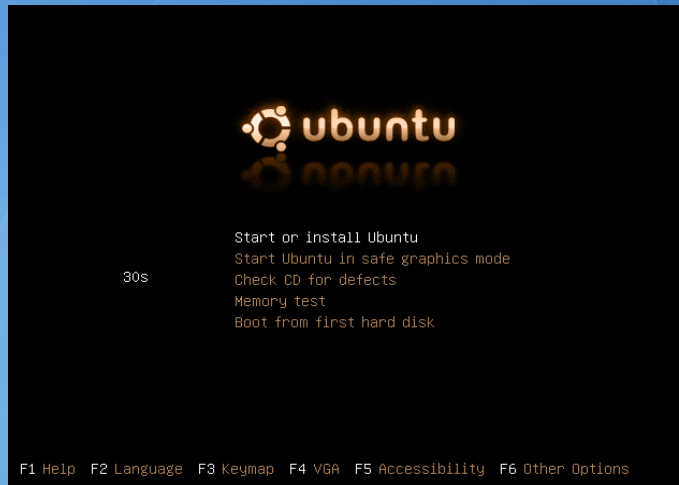 ubuntu
Start or install Ubuntu
Start Ubuntu in safe graphics mode
30s
Check CD for defects
Memory test
Boot from first hard disk
F1 Help F2 Language F3 Keymap F4 VGA F5 Accessibility F6 Other Options